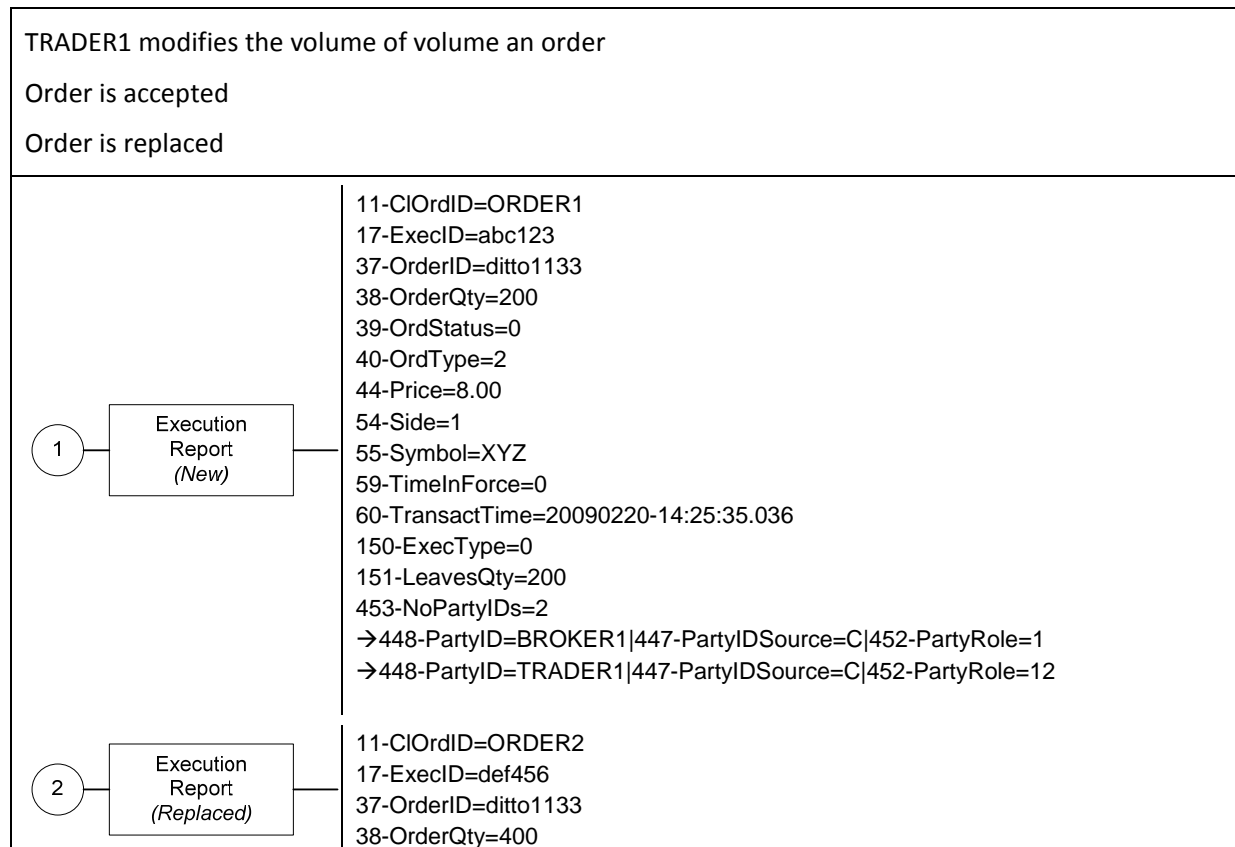 TRADER1 modifies the volume of volume an order
Order is accepted
Order is replaced
1
Execution
Report
(New)
11-ClOrdID=ORDER1
17-ExecID=abc123
37-OrderID=ditto1133
38-OrderQty=200
39-OrdStatus=0
40-OrdType=2
44-Price=8.00
54-Side=1
55-Symbol=XYZ
59-TimeInForce=0
60-TransactTime=20090220-14:25:35.036
150-ExecType=0
151-LeavesQty=200
453-NoPartyIDs=2
→448-PartyID=BROKER1|447-PartyIDSource=C|452-PartyRole=1
→448-PartyID=TRADER1|447-PartyIDSource=C|452-PartyRole=12
2
Execution
Report
(Replaced)
11-ClOrdID=ORDER2
17-ExecID=def456
37-OrderID=ditto1133
38-OrderQty=400